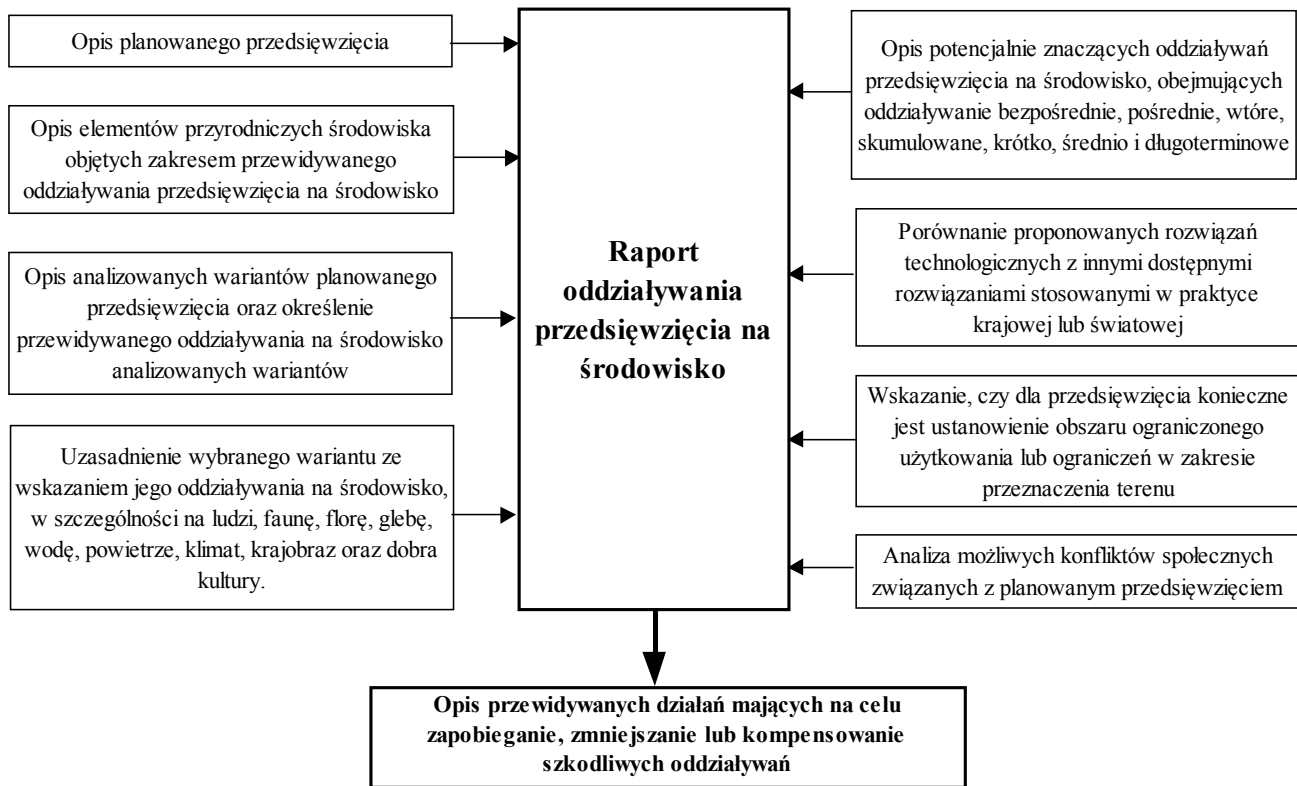 Opis planowanego przedsięwzięcia
Opis elementów przyrodniczych środowiska
objętych zakresem przewidywanego
oddziaływania przedsięwzięcia na środowisko
Opis analizowanych wariantów planowanego
przedsięwzięcia oraz określenie
przewidywanego oddziaływania na środowisko
analizowanych wariantów
Uzasadnienie wybranego wariantu ze
wskazaniem jego oddziaływania na środowisko,
w szczególności na ludzi, faunę, florę, glebę,
wodę, powietrze, klimat, krajobraz oraz dobra
kultury.
Raport
oddziaływania
przedsięwzięcia na
środowisko
Opis potencjalnie znaczących oddziaływań
przedsięwzięcia na środowisko, obejmujących
oddziaływanie bezpośrednie, pośrednie, wtóre,
skumulowane, krótko, średnio i długoterminowe
Porównanie proponowanych rozwiązań
technologicznych z innymi dostępnymi
rozwiązaniami stosowanymi w praktyce
krajowej lub światowej
Wskazanie, czy dla przedsięwzięcia konieczne
jest ustanowienie obszaru ograniczonego
użytkowania lub ograniczeń w zakresie
przeznaczenia terenu
Analiza możliwych konfliktów społecznych
związanych z planowanym przedsięwzięciem
Opis przewidywanych działań mających na celu
zapobieganie, zmniejszanie lub kompensowanie
szkodliwych oddziaływań